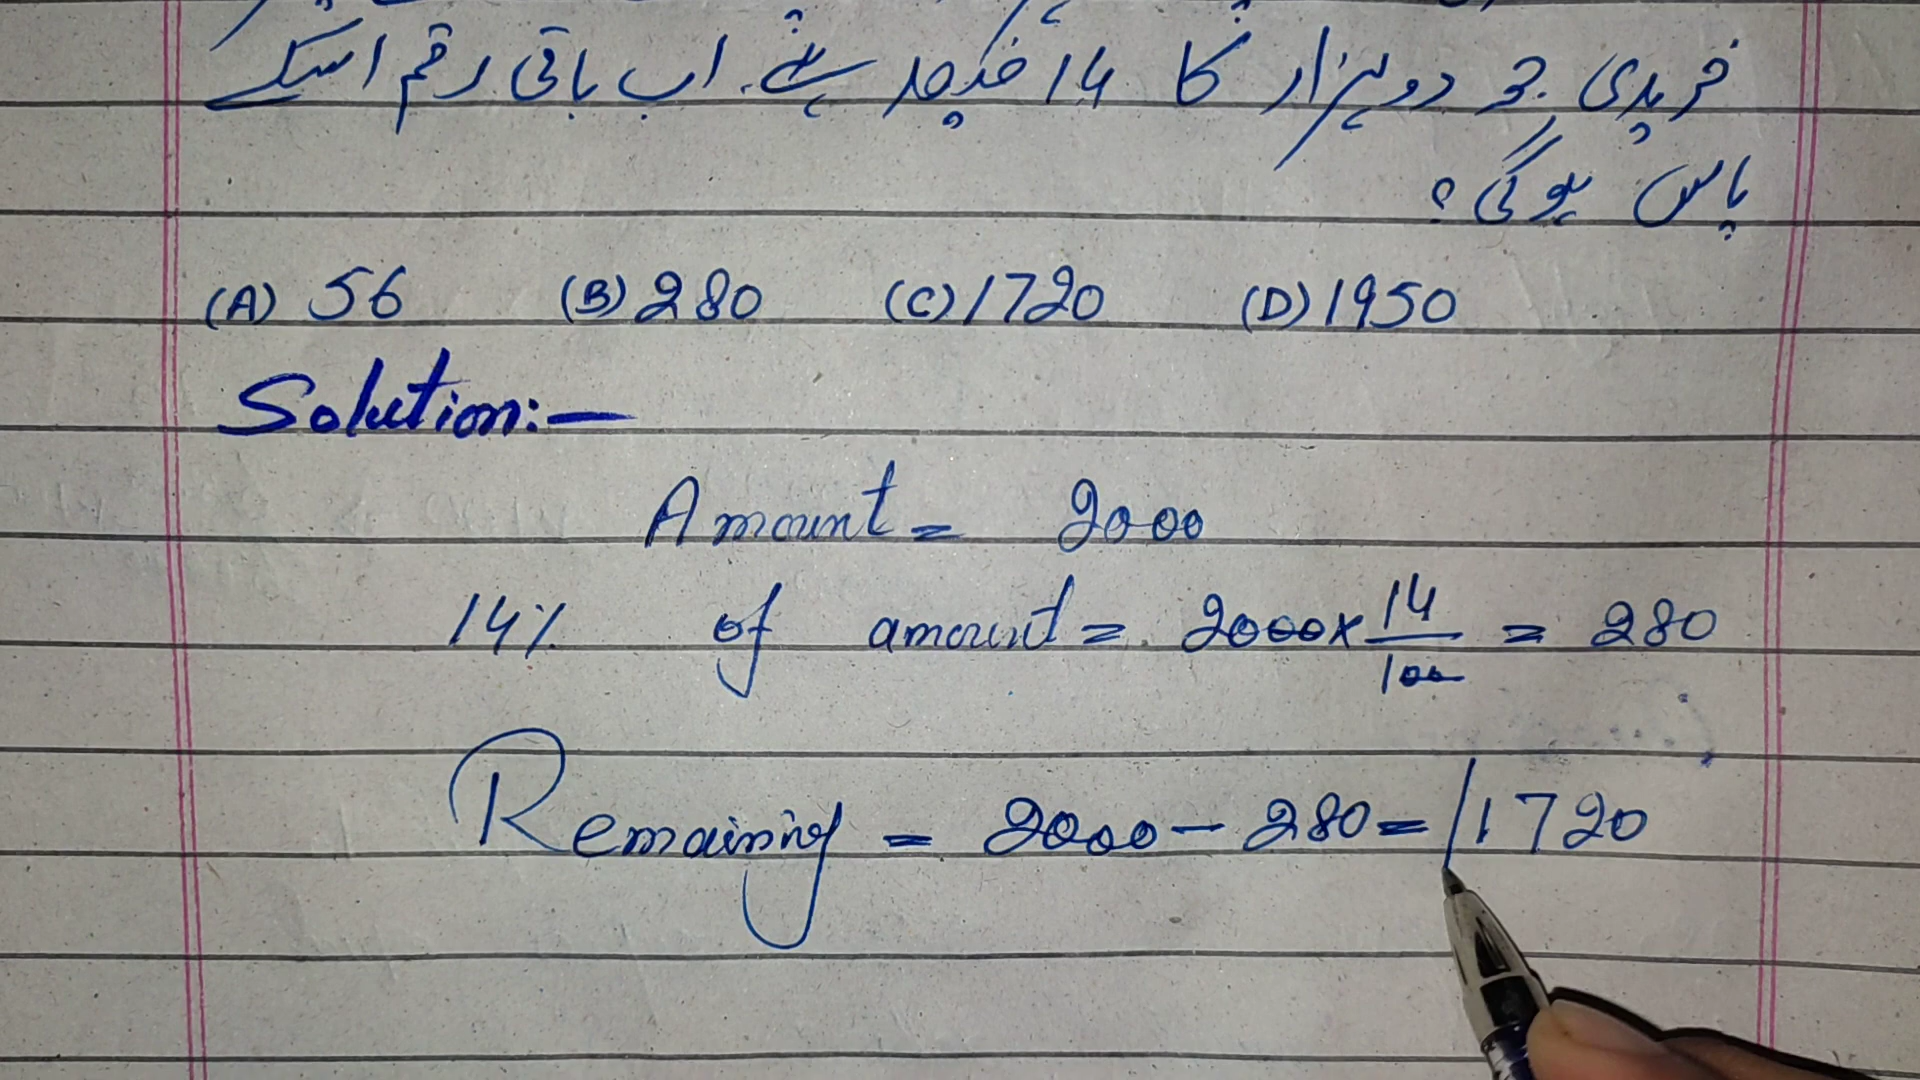 خریدی جو دو ہزار کا 14 فیصد ہے. اب باقی رقم اسکے
پاس ہوگی؟
(A) 56 (B) 280 (C) 1720 (D) 1950
Solution:-
Amount = 2000
14% of amount = 2000 x 14/100 = 280
Remaining = 2000 - 280 = 1720